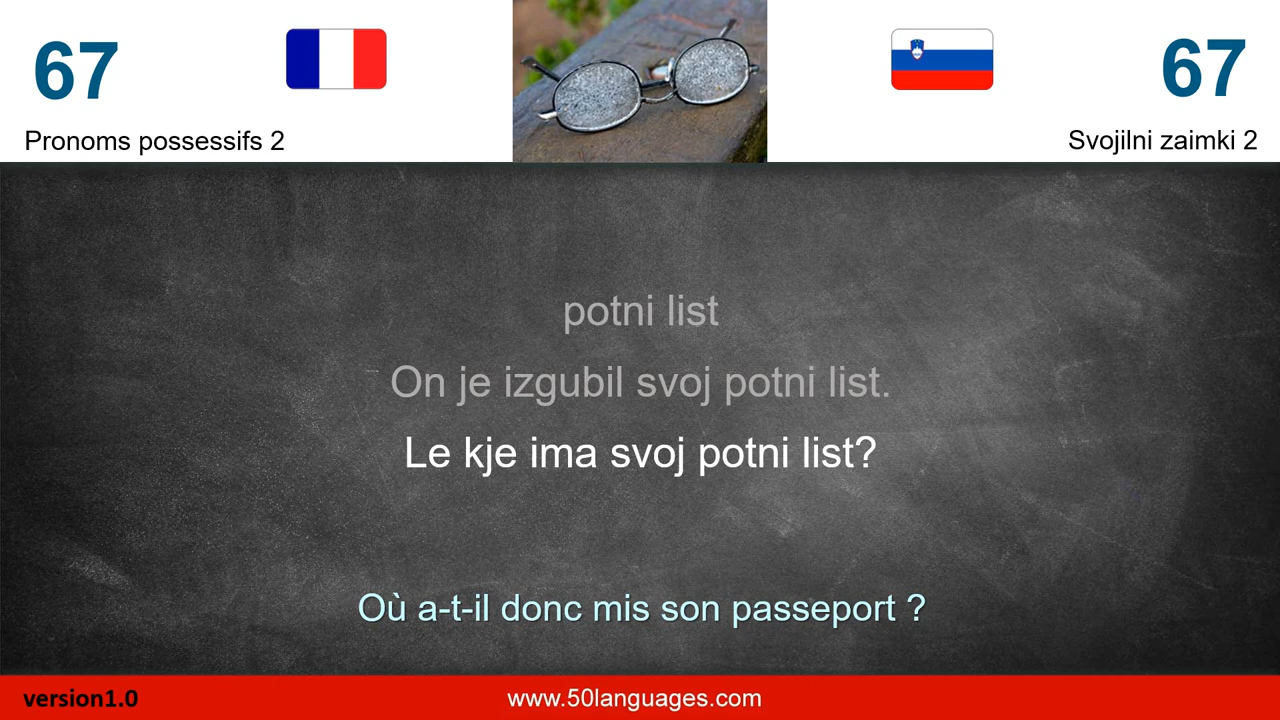 67
67
Pronoms possessifs 2
Svojilni zaimki 2
potni list
On je izgubil svoj potni list.
Le kje ima svoj potni list?
Où a-t-il donc mis son passeport ?
version1.0
www.50languages.com